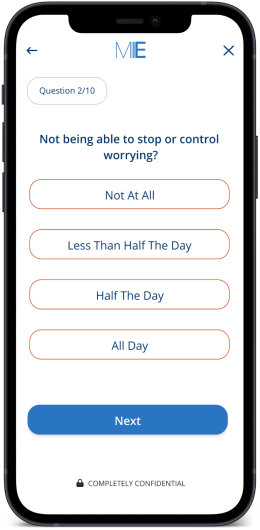 MIE
Question 2/10
Not being able to stop or control
worrying?
Not At All
Less Than Half The Day
Half The Day
All Day
Next
COMPLETELY CONFIDENTIAL